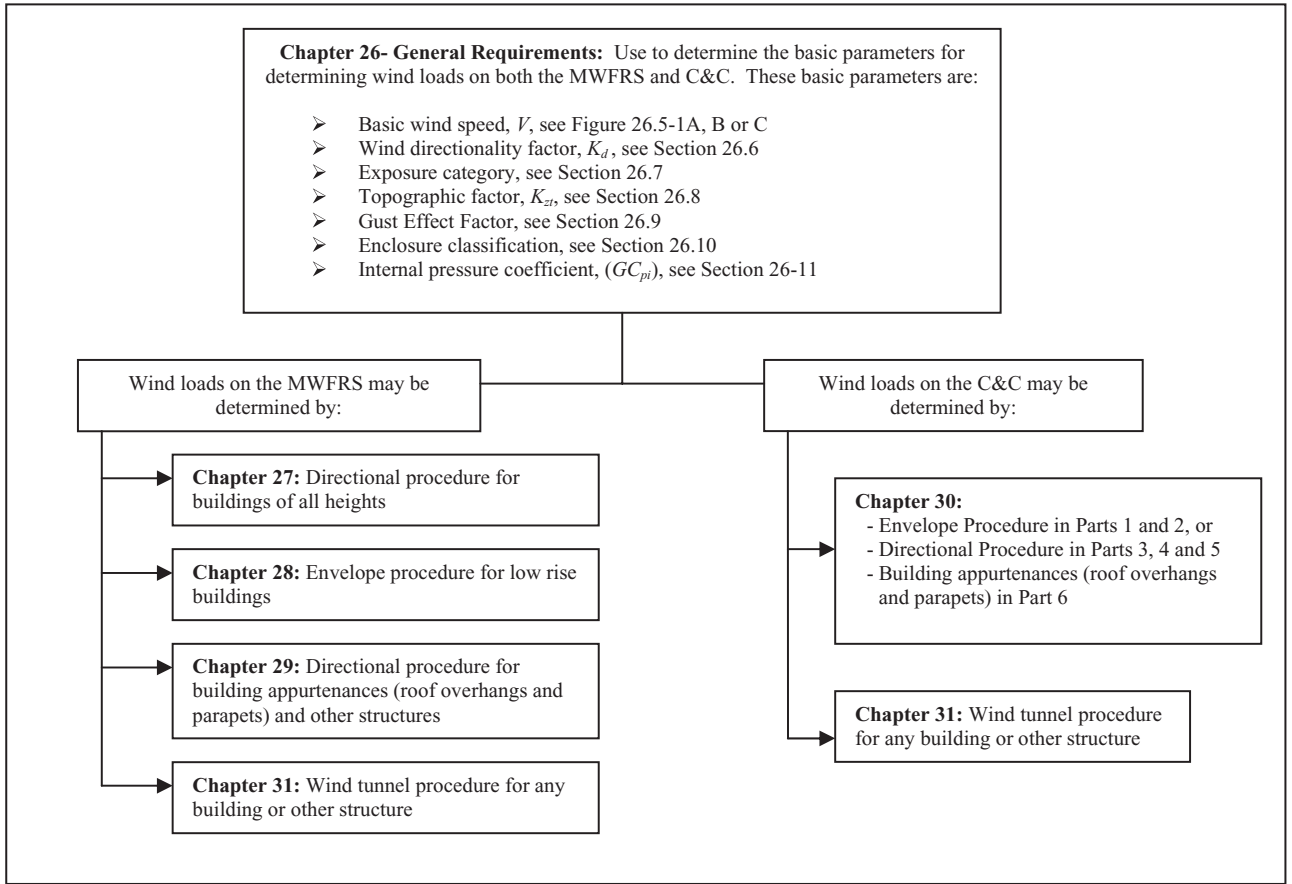 Chapter 26- General Requirements: Use to determine the basic parameters for
determining wind loads on both the MWFRS and C&C. These basic parameters are:
➢ Basic wind speed, V, see Figure 26.5-1A, B or C
➢ Wind directionality factor, K_d , see Section 26.6
➢ Exposure category, see Section 26.7
➢ Topographic factor, K_zt, see Section 26.8
➢ Gust Effect Factor, see Section 26.9
➢ Enclosure classification, see Section 26.10
➢ Internal pressure coefficient, (GC_pi), see Section 26-11
Wind loads on the MWFRS may be
determined by:
Chapter 27: Directional procedure for
buildings of all heights
Chapter 28: Envelope procedure for low rise
buildings
Chapter 29: Directional procedure for
building appurtenances (roof overhangs and
parapets) and other structures
Chapter 31: Wind tunnel procedure for any
building or other structure
Wind loads on the C&C may be
determined by:
Chapter 30:
- Envelope Procedure in Parts 1 and 2, or
- Directional Procedure in Parts 3, 4 and 5
- Building appurtenances (roof overhangs
and parapets) in Part 6
Chapter 31: Wind tunnel procedure
for any building or other structure